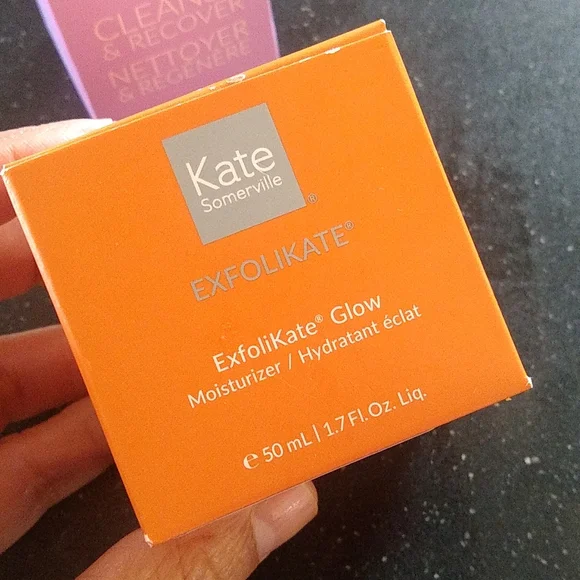 CLEANSE
& RECOVER
NETTOYER
& RÉGÉNÈRE
Kate
Somerville®
EXFOLIKATE®
ExfoliKate® Glow
Moisturizer / Hydratant éclat
℮ 50 mL | 1.7 Fl. Oz. Liq.